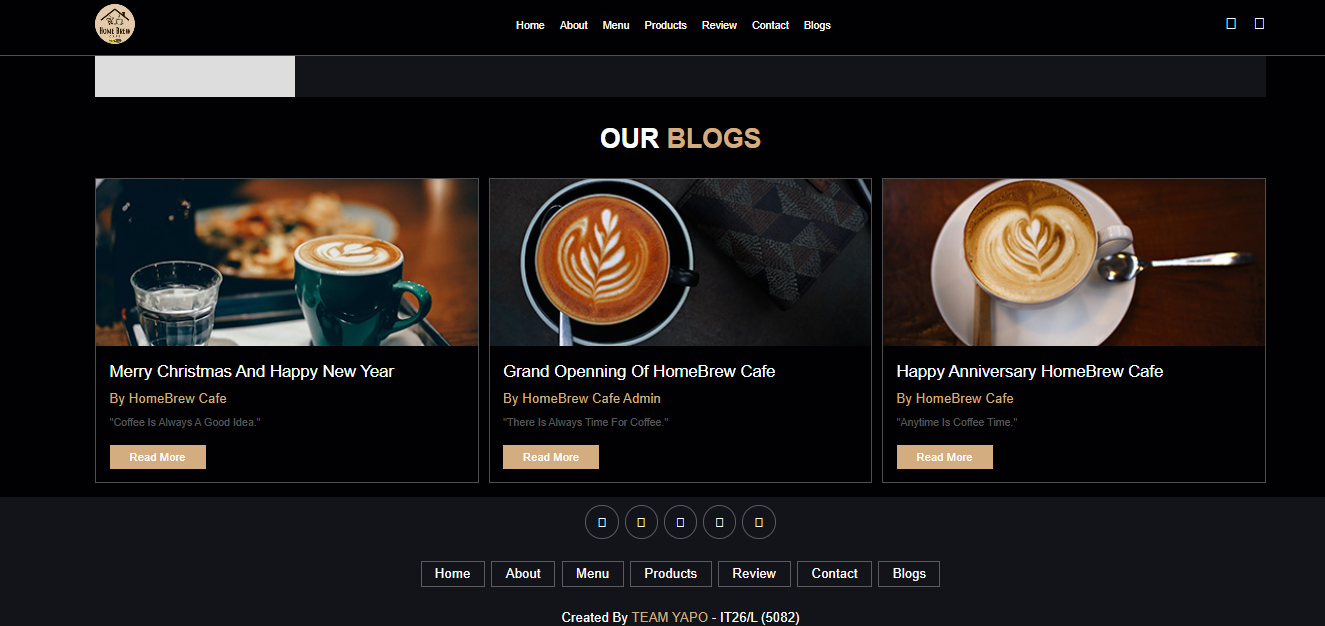 HOME BREW
CAFE
Home About Menu Products Review Contact Blogs
OUR BLOGS
Merry Christmas And Happy New Year
By HomeBrew Cafe
"Coffee Is Always A Good Idea."
Read More
Grand Openning Of HomeBrew Cafe
By HomeBrew Cafe Admin
"There Is Always Time For Coffee."
Read More
Happy Anniversary HomeBrew Cafe
By HomeBrew Cafe
"Anytime Is Coffee Time."
Read More
Home About Menu Products Review Contact Blogs
Created By TEAM YAPO - IT26/L (5082)